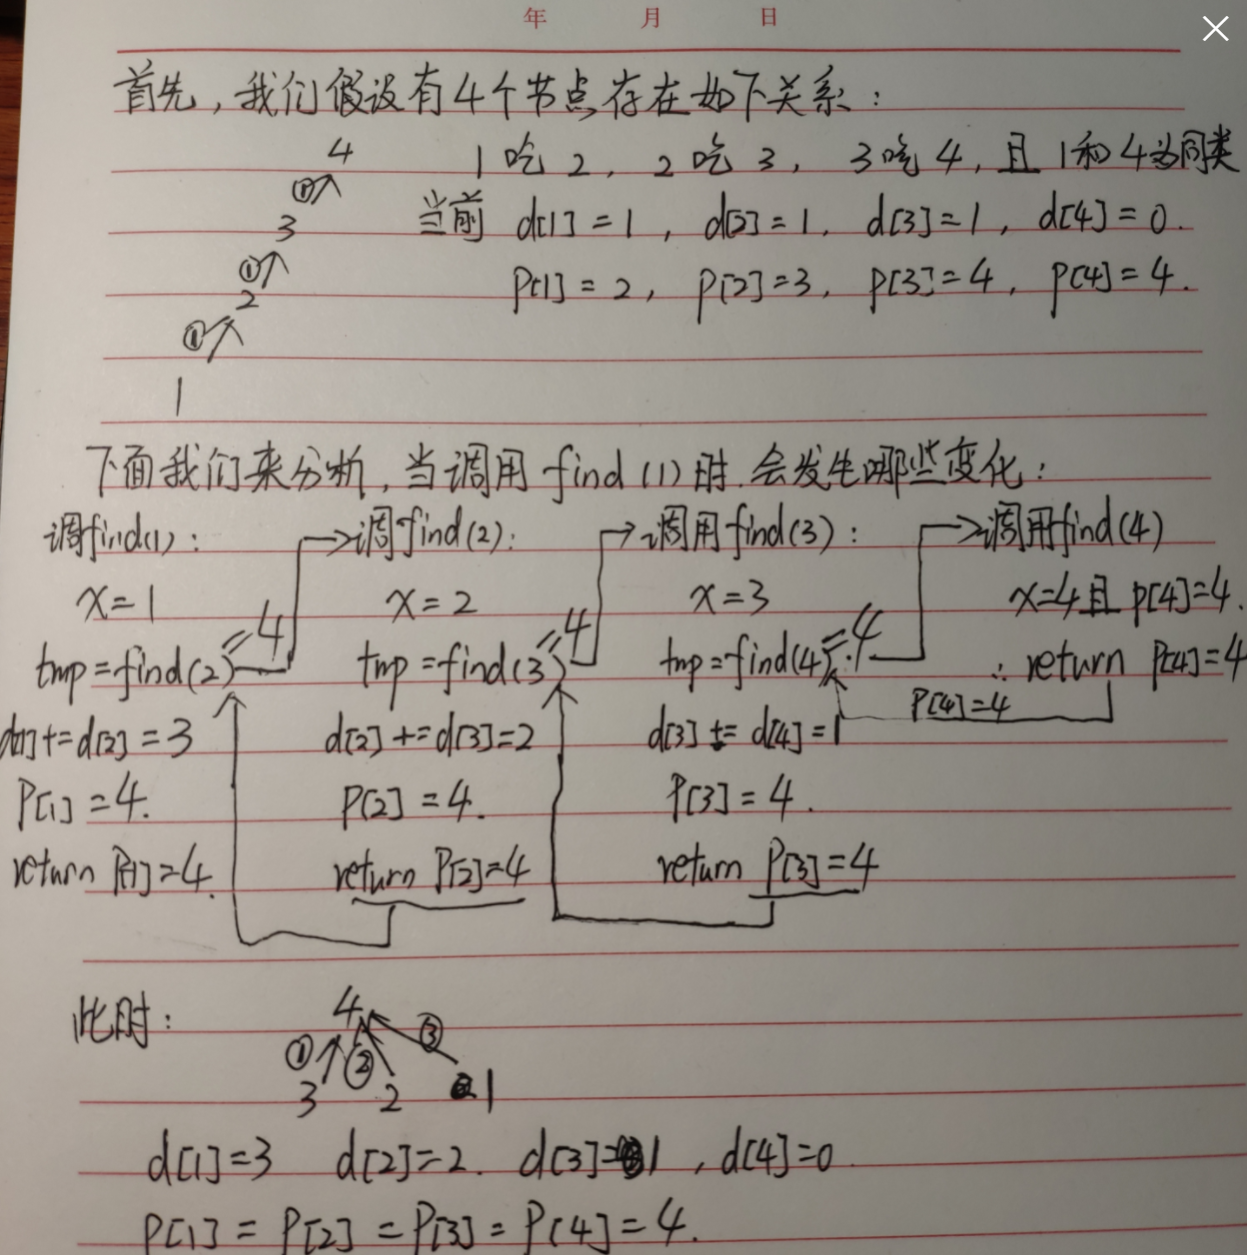 年 月 日
首先，我们假设有4个节点存在如下关系：
4 1吃2，2吃3，3吃4，且1和4为同类
① 
3 当前 d[1]=1，d[2]=1，d[3]=1，d[4]=0.
① 
2 p[1]=2，p[2]=3，p[3]=4，p[4]=4.
①
1
下面我们来分析，当调用find(1)时.会发生哪些变化：
调find(1)： 调find(2)： 调用find(3)： 调用find(4)
x=1 x=2 x=3 x=4且p[4]=4.
tmp=find(2)=4 tmp=find(3)=4 tmp=find(4)=4 ∴ return p[4]=4
P[4]=4
d[1]+=d[2]=3 d[2]+=d[3]=2 d[3]+=d[4]=1
P[1]=4. P[2]=4. P[3]=4.
return P[1]=4. return P[2]=4 return P[3]=4
此时：
4
① ② ③
3 2 1
d[1]=3 d[2]=2. d[3]=1，d[4]=0.
P[1]=P[2]=P[3]=P[4]=4.